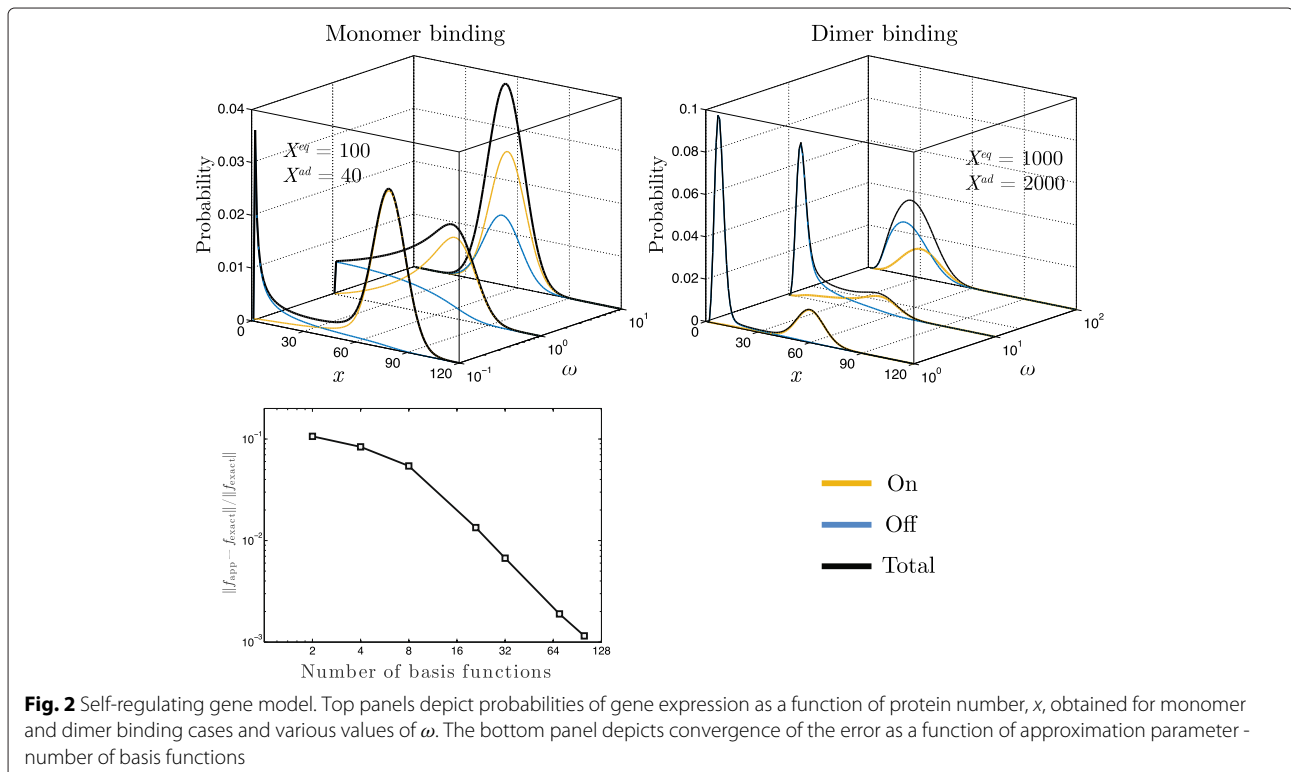 Monomer binding
Dimer binding
0.04
0.03
0.02
0.01
0
Probability
X^{eq} = 100
X^{ad} = 40
30
60
90
120
x
10^{-1}
10^{0}
10^{1}
ω
0.1
0.08
0.06
0.04
0.02
0
Probability
X^{eq} = 1000
X^{ad} = 2000
0
30
60
90
120
x
10^{0}
10^{1}
10^{2}
ω
0
10^{-1}
10^{-2}
10^{-3}
||f_{app} − f_{exact}||/||f_{exact}||
2 4 8 16 32 64 128
Number of basis functions
On
Off
Total
Fig. 2 Self-regulating gene model. Top panels depict probabilities of gene expression as a function of protein number, x, obtained for monomer
and dimer binding cases and various values of ω. The bottom panel depicts convergence of the error as a function of approximation parameter -
number of basis functions